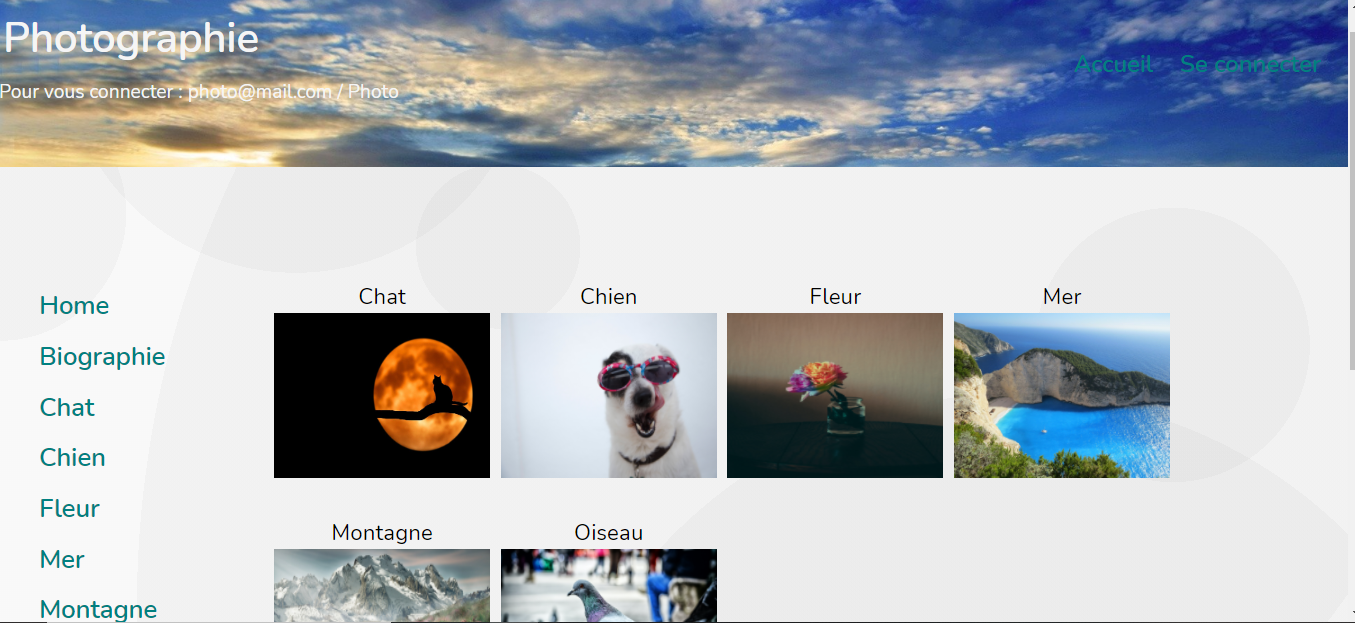 Photographie
Accueil Se connecter
Pour vous connecter : photo@mail.com / Photo
Home
Biographie
Chat
Chien
Fleur
Mer
Montagne
Chat Chien Fleur Mer
Montagne Oiseau